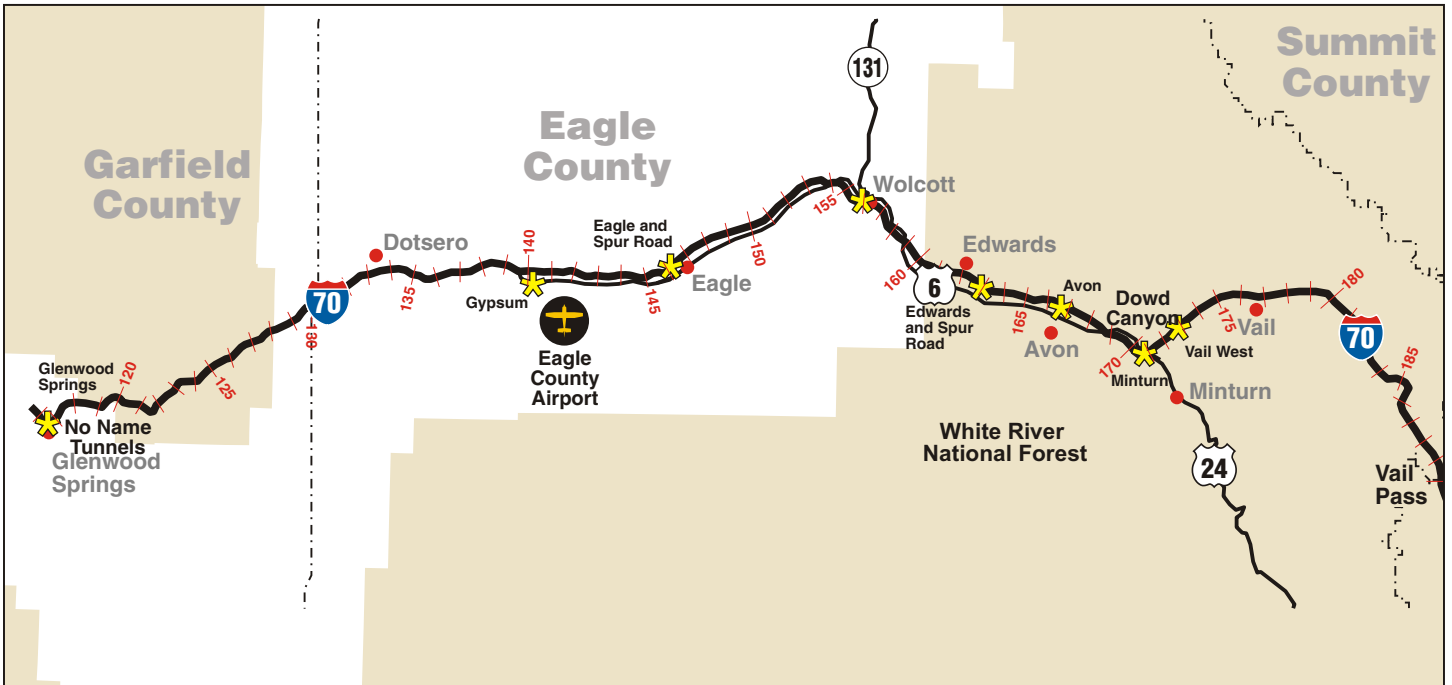 Summit
County
131
Eagle
County
Garfield
County
Wolcott
155
Eagle and
Spur Road
Dotsero
140
150
Edwards
160
135
Eagle
145
70
130
Gypsum
6
Avon
Edwards
and Spur
Road
165
Dowd
Canyon
175
180
Vail
70
Avon
Vail West
170
Minturn
Eagle
County
Airport
185
Glenwood
Springs
120
125
Minturn
No Name
Tunnels
White River
National Forest
Glenwood
Springs
24
Vail
Pass